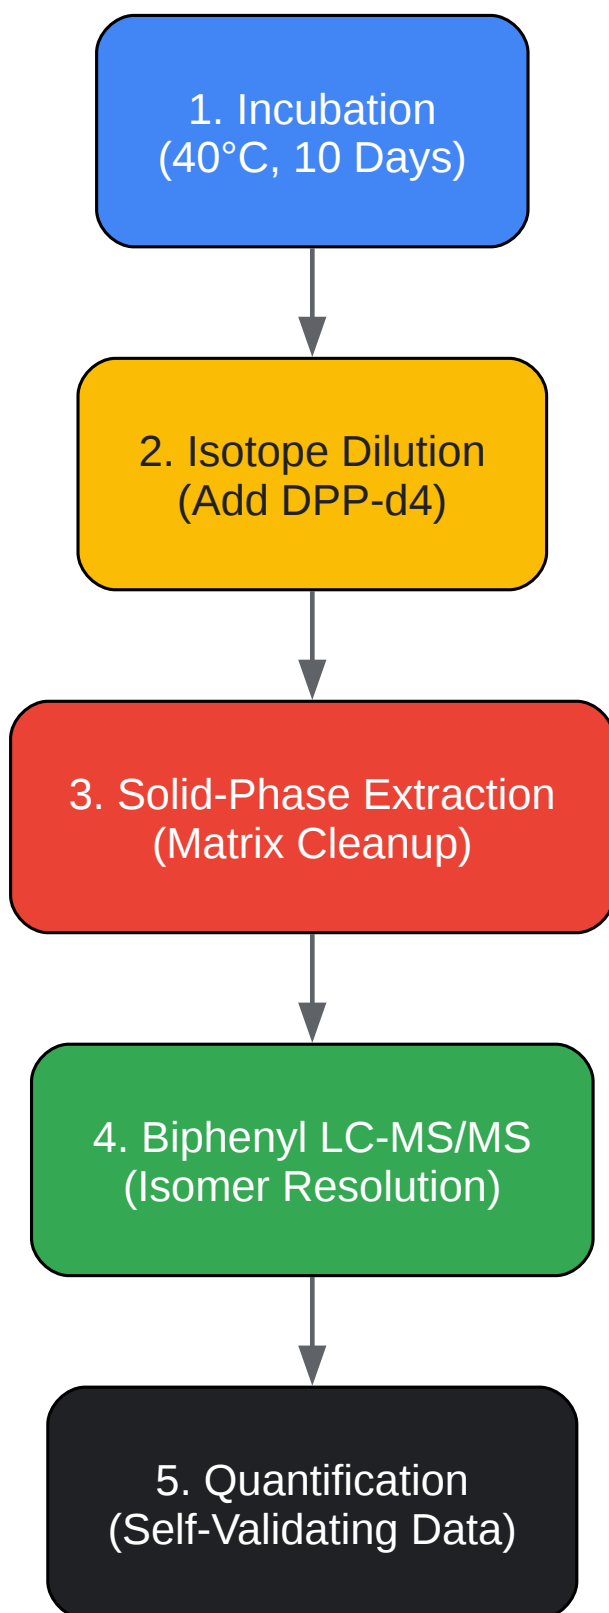 1. Incubation
(40°C, 10 Days)
2. Isotope Dilution
(Add DPP-d4)
3. Solid-Phase Extraction
(Matrix Cleanup)
4. Biphenyl LC-MS/MS
(Isomer Resolution)
5. Quantification
(Self-Validating Data)